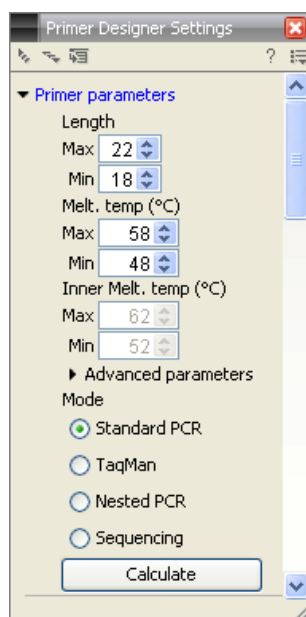 Primer Designer Settings
?
Primer parameters
Length
Max 22
Min 18
Melt. temp (°C)
Max 58
Min 48
Inner Melt. temp (°C)
Max 62
Min 52
Advanced parameters
Mode
Standard PCR
TaqMan
Nested PCR
Sequencing
Calculate